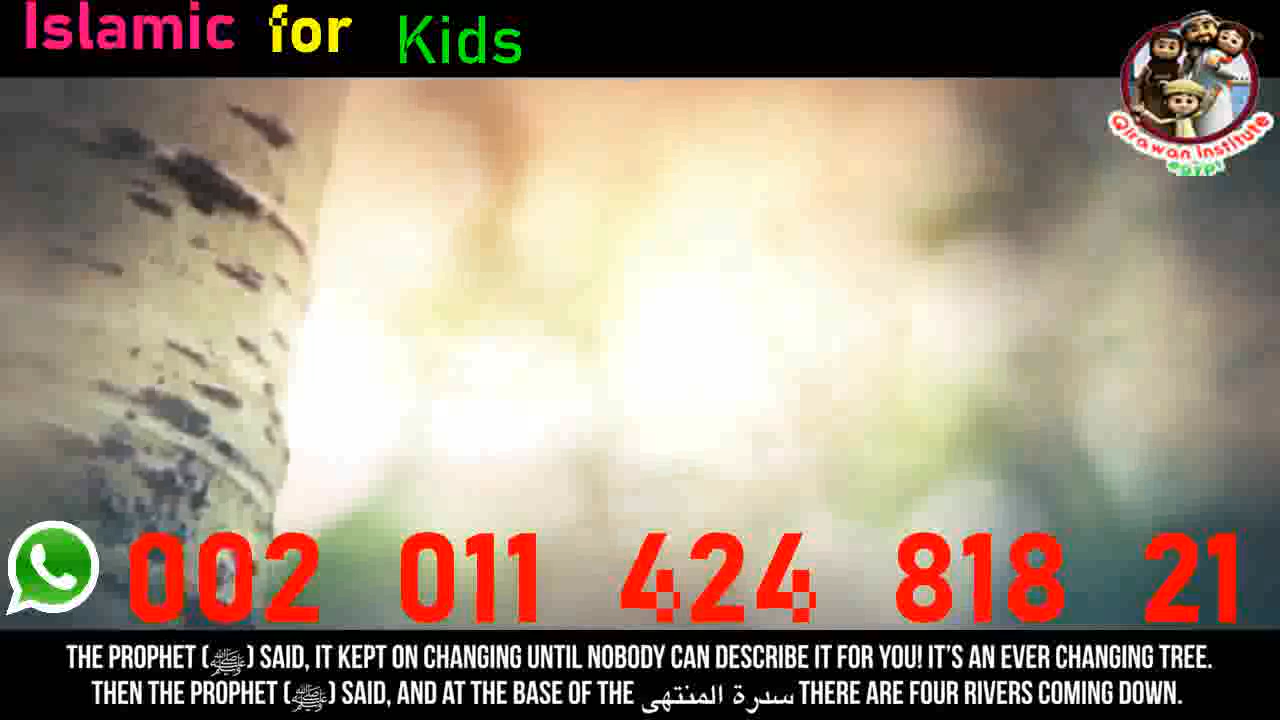 Islamic for Kids
Qirawan Institute
egypt
002 011 424 818 21
THE PROPHET (ﷺ) SAID, IT KEPT ON CHANGING UNTIL NOBODY CAN DESCRIBE IT FOR YOU! IT'S AN EVER CHANGING TREE.
THEN THE PROPHET (ﷺ) SAID, AND AT THE BASE OF THE سدرة المنتهى THERE ARE FOUR RIVERS COMING DOWN.